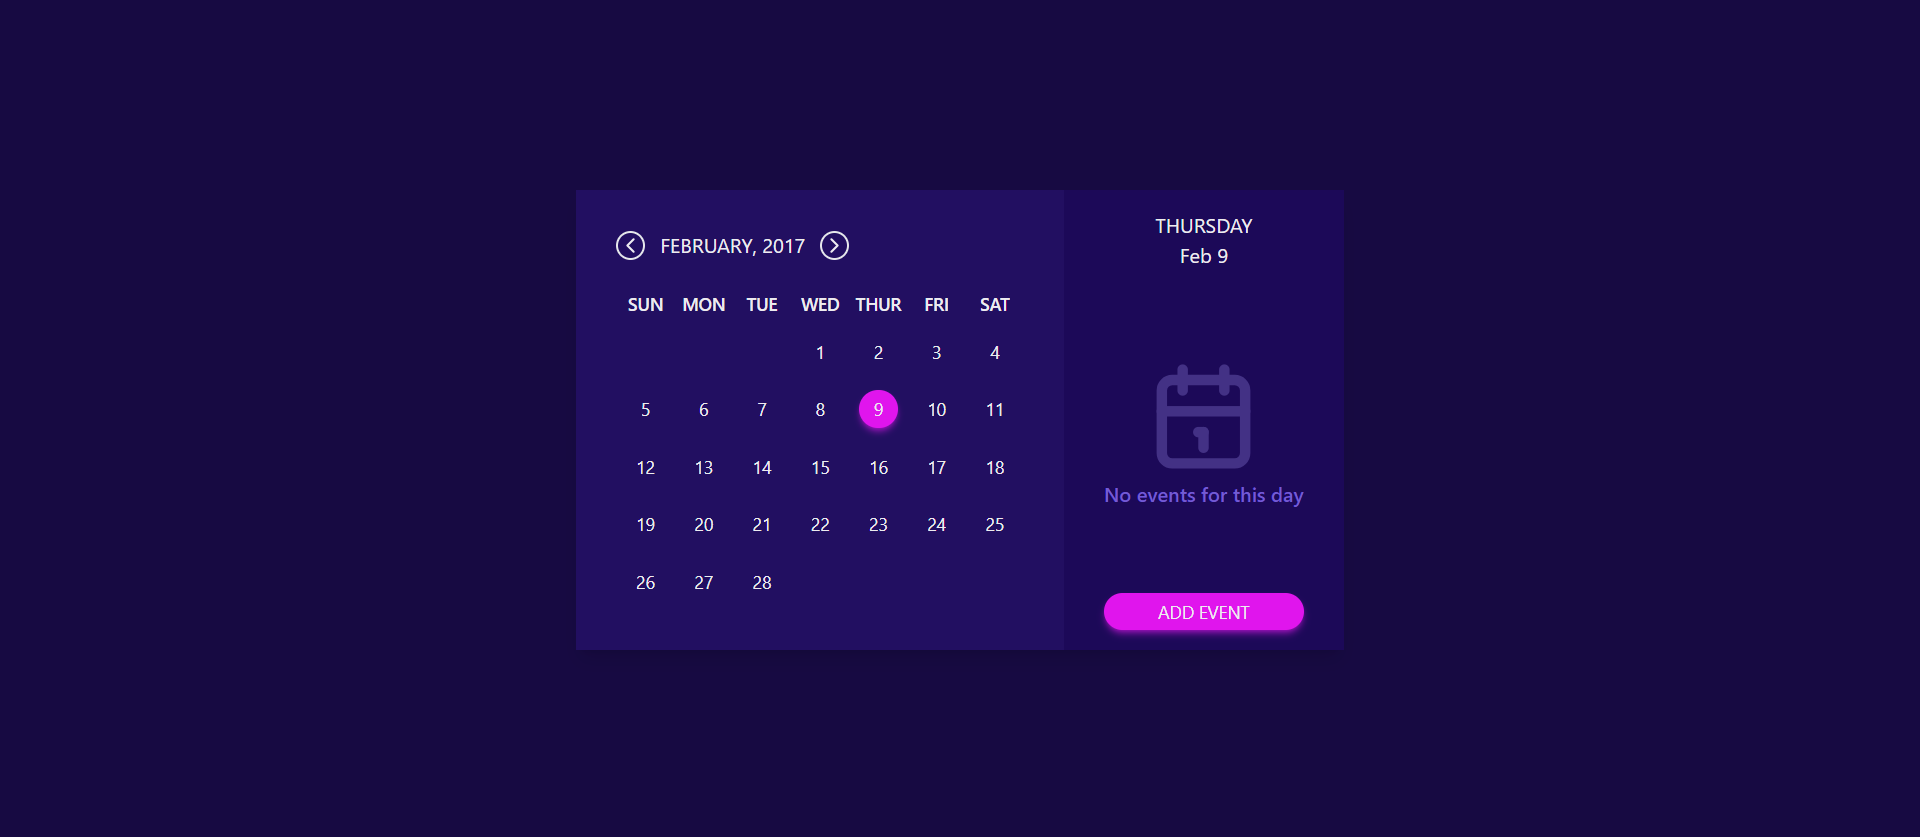 FEBRUARY, 2017
SUN MON TUE WED THUR FRI SAT
1 2 3 4
5 6 7 8 9 10 11
12 13 14 15 16 17 18
19 20 21 22 23 24 25
26 27 28
THURSDAY
Feb 9
1
No events for this day
ADD EVENT